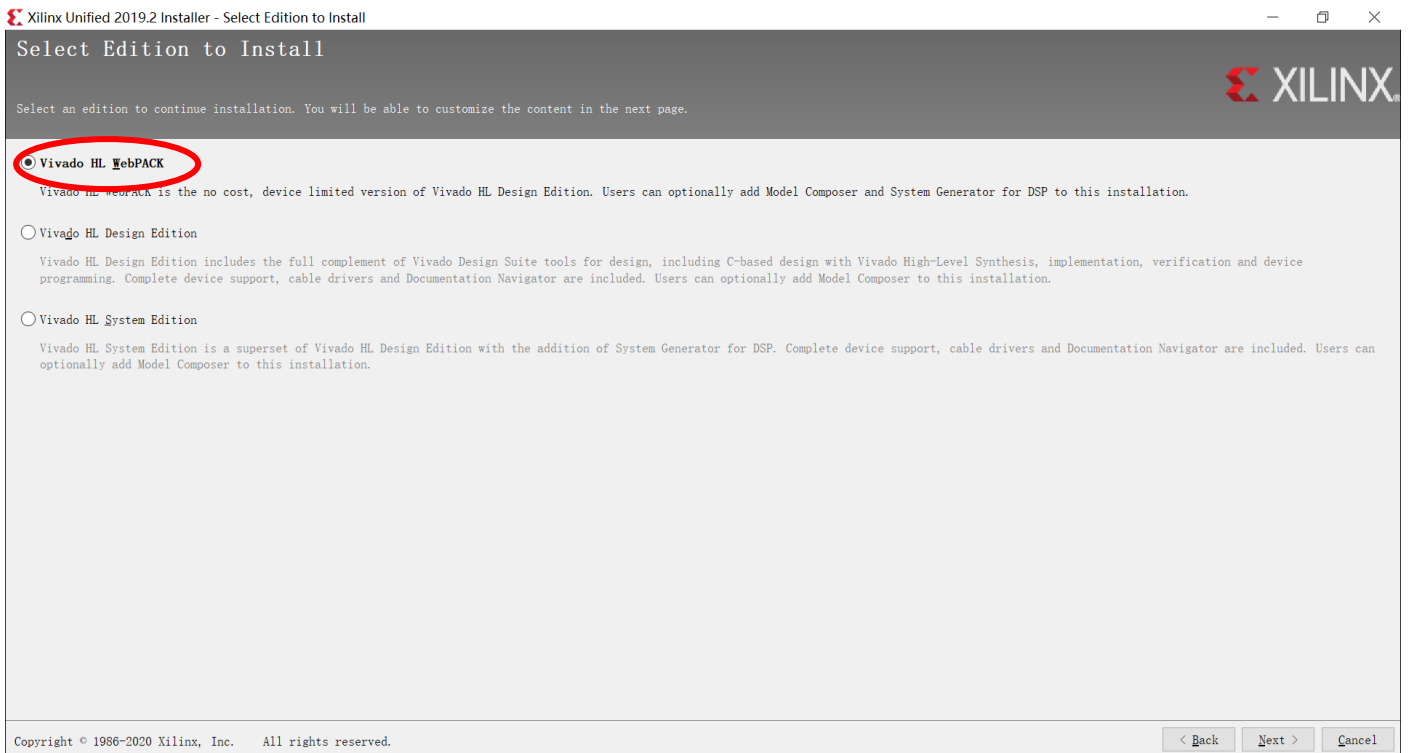 Xilinx Unified 2019.2 Installer - Select Edition to Install
Select Edition to Install
XILINX.
Select an edition to continue installation. You will be able to customize the content in the next page.
Vivado HL WebPACK
Vivado HL WebPACK is the no cost, device limited version of Vivado HL Design Edition. Users can optionally add Model Composer and System Generator for DSP to this installation.
Vivado HL Design Edition
Vivado HL Design Edition includes the full complement of Vivado Design Suite tools for design, including C-based design with Vivado High-Level Synthesis, implementation, verification and device
programming. Complete device support, cable drivers and Documentation Navigator are included. Users can optionally add Model Composer to this installation.
Vivado HL System Edition
Vivado HL System Edition is a superset of Vivado HL Design Edition with the addition of System Generator for DSP. Complete device support, cable drivers and Documentation Navigator are included. Users can
optionally add Model Composer to this installation.
Copyright © 1986-2020 Xilinx, Inc. All rights reserved.
< Back Next > Cancel